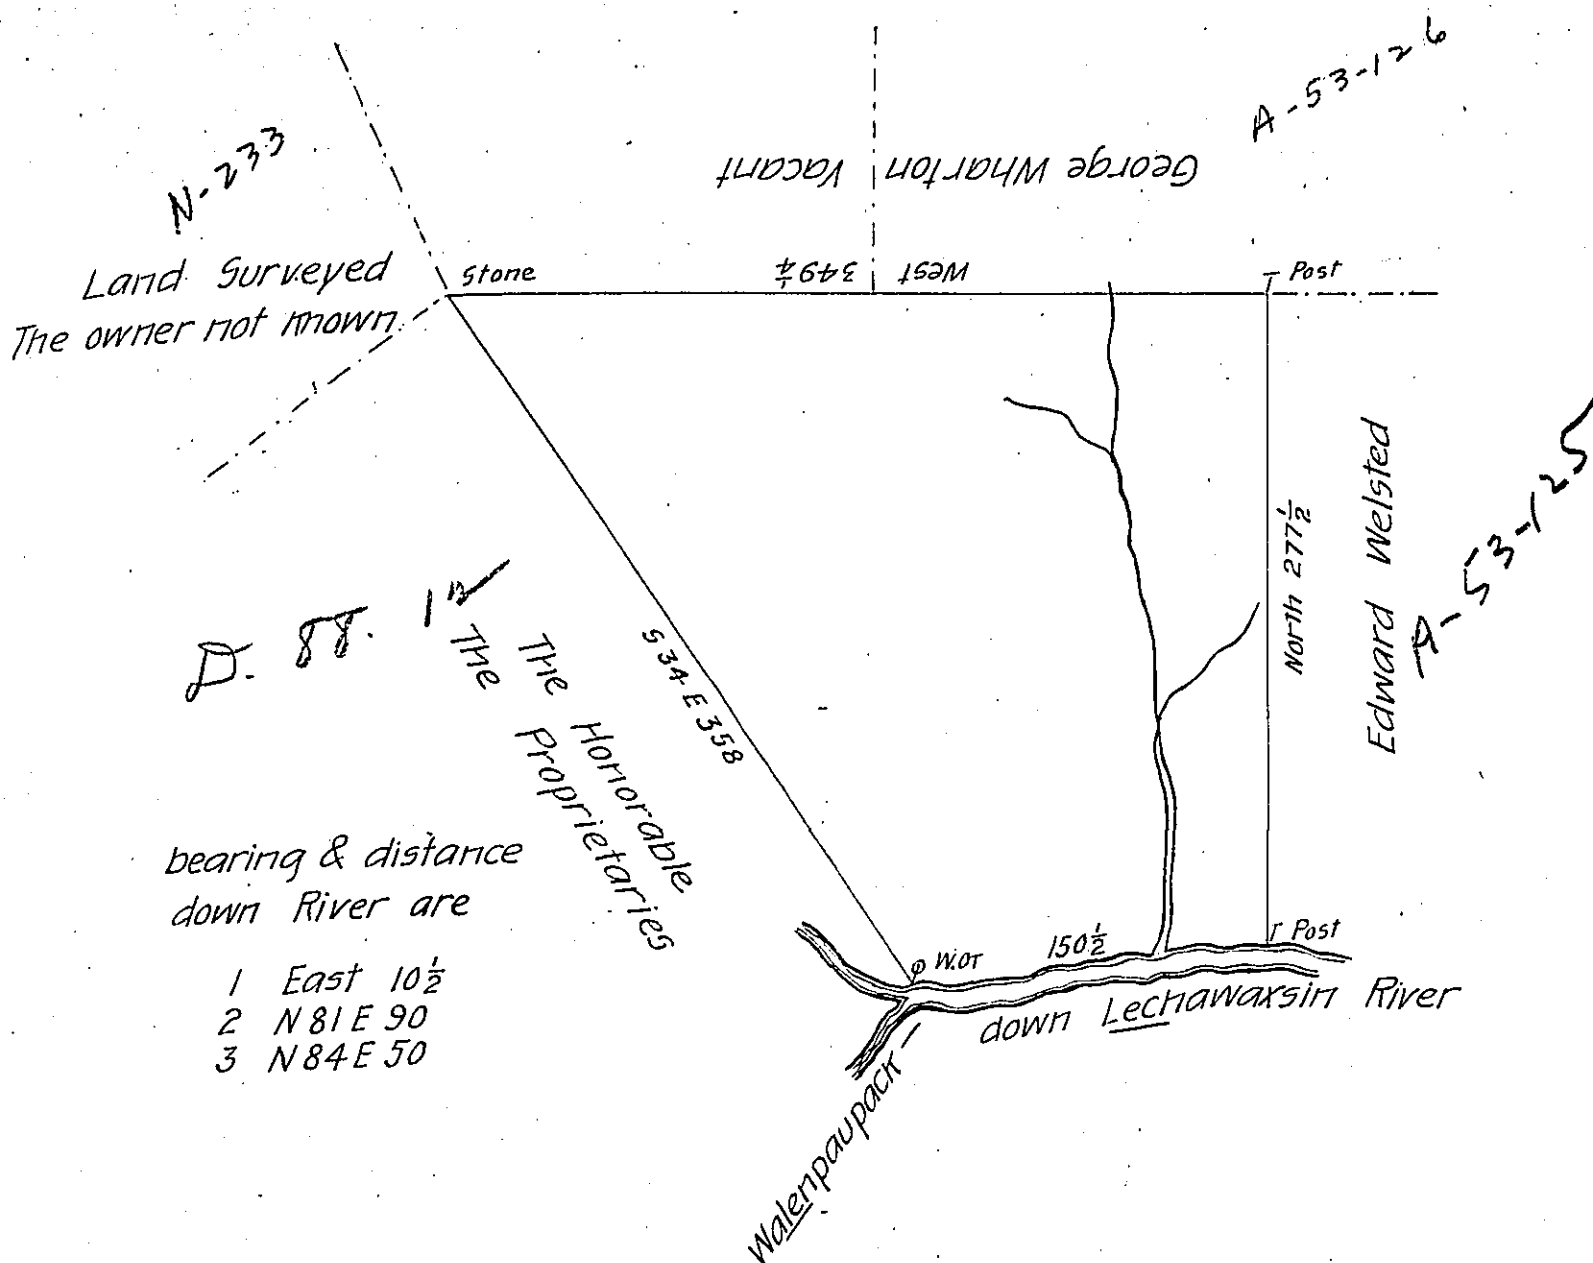 A-53-126
N-233
George Wharton Vacant
Land Surveyed
The owner not known
Stone
West 349¼
Post
North 277½
Edward Welsted
A-53-125
D. 88.
The
The Honorable
Proprietaries
S 34 E 358
bearing & distance
down River are
1 East 10½
2 N 81 E 90
3 N 84 E 50
W.OT
150½
Post
down Lechawaxsin River
Walenpaupack